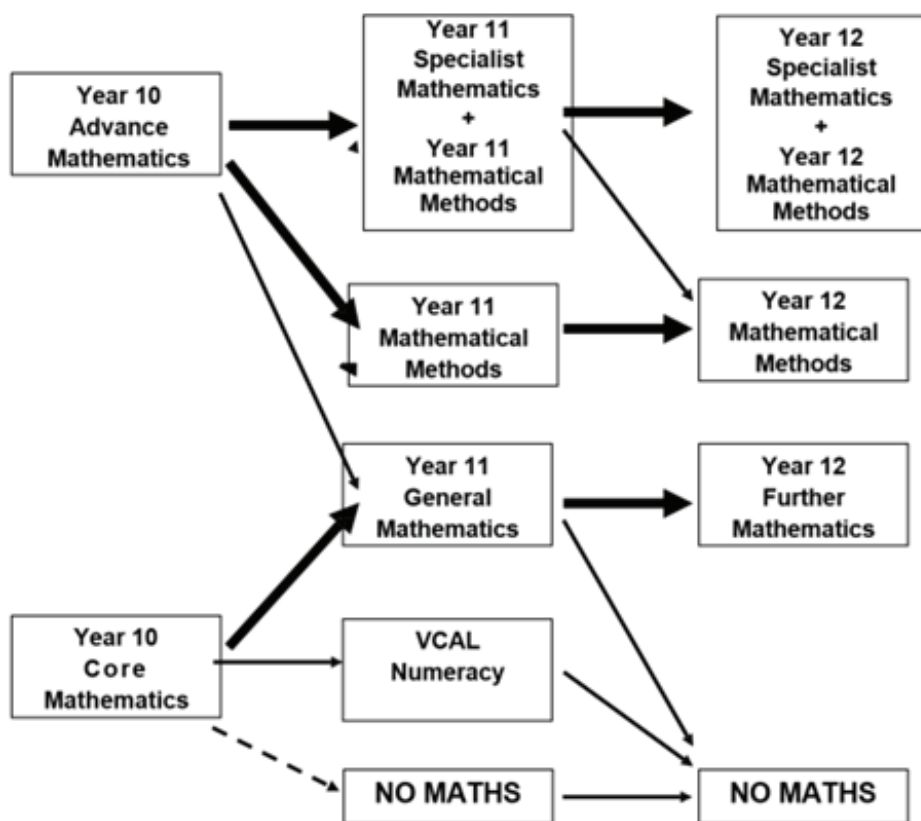 Year 10
Advance
Mathematics
Year 11
Specialist
Mathematics
+
Year 11
Mathematical
Methods
Year 12
Specialist
Mathematics
+
Year 12
Mathematical
Methods
Year 11
Mathematical
Methods
Year 12
Mathematical
Methods
Year 11
General
Mathematics
Year 12
Further
Mathematics
Year 10
Core
Mathematics
VCAL
Numeracy
NO MATHS
NO MATHS